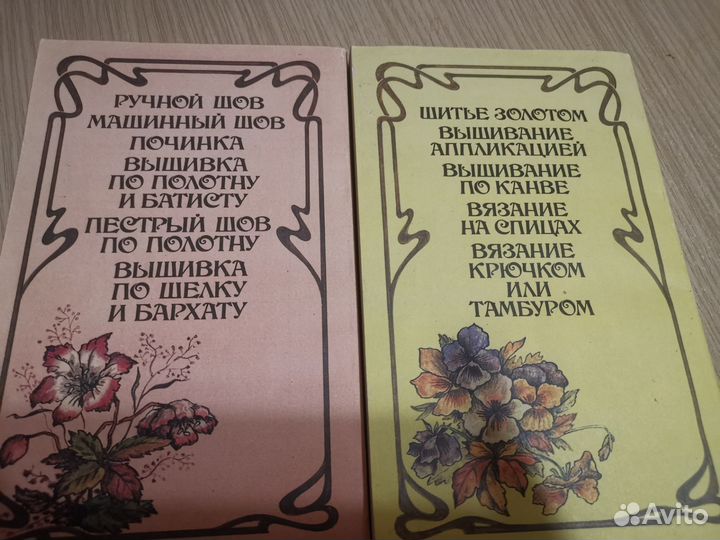 РУЧНОЙ ШОВ
МАШИННЫЙ ШОВ
ПОЧИНКА
ВЫШИВКА
ПО ПОЛОТНУ
И БАТИСТУ
ПЕСТРЫЙ ШОВ
ПО ПОЛОТНУ
ВЫШИВКА
ПО ШЕЛКУ
И БАРХАТУ
ШИТЬЕ ЗОЛОТОМ
ВЫШИВАНИЕ
АППЛИКАЦИЕЙ
ВЫШИВАНИЕ
ПО КАНВЕ
ВЯЗАНИЕ
НА СПИЦАХ
ВЯЗАНИЕ
КРЮЧКОМ
ИЛИ
ТАМБУРОМ
Avito